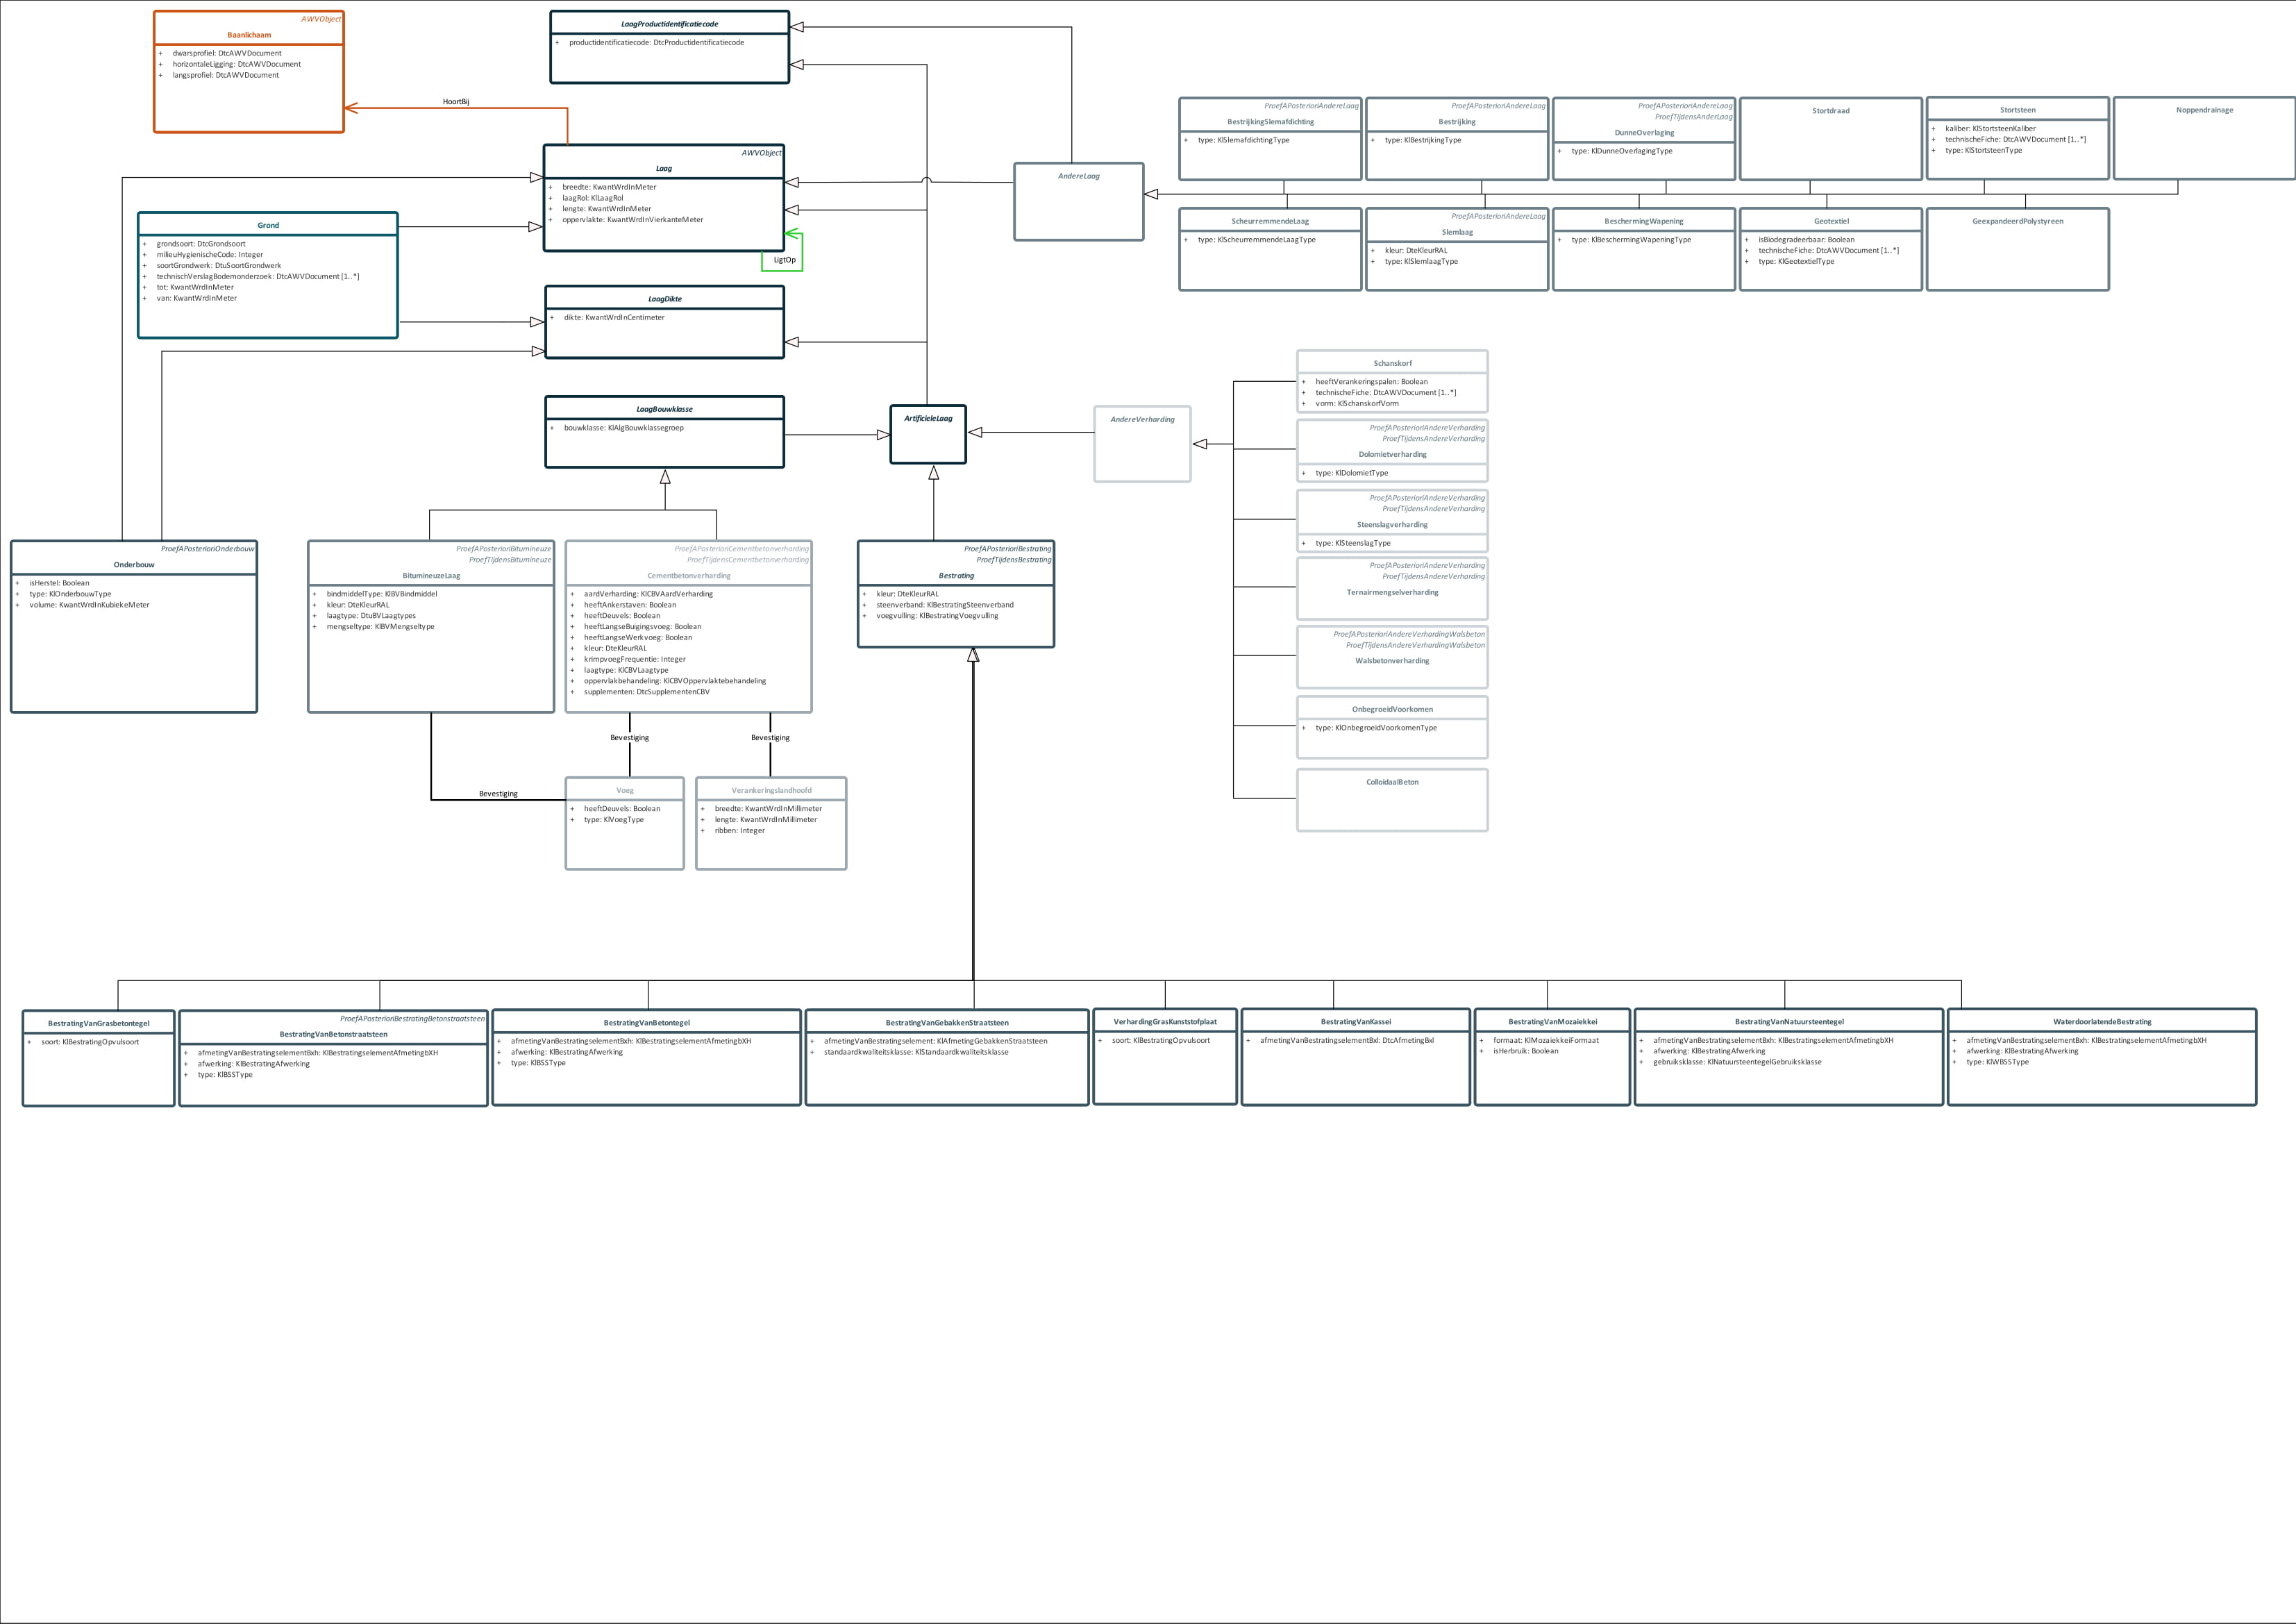 AWVObject
Baanlichaam
+ dwarsprofiel: DtcAWVDocument
+ horizontaleLigging: DtcAWVDocument
+ langsprofiel: DtcAWVDocument
LaagProductidentificatiecode
+ productidentificatiecode: DtcProductidentificatiecode
HoortBij
AWVObject
Laag
+ breedte: KwantWrdInMeter
+ laagRol: KlLaagRol
+ lengte: KwantWrdInMeter
+ oppervlakte: KwantWrdInVierkanteMeter
LigtOp
AndereLaag
ProefAPosterioriAndereLaag
BestrijkingSlemafdichting
+ type: KlSlemafdichtingType
ProefAPosterioriAndereLaag
Bestrijking
+ type: KlBestrijkingType
ProefAPosterioriAndereLaag
ProefTijdensAnderLaag
DunneOverlaging
+ type: KlDunneOverlagingType
Stortdraad
Stortsteen
+ kaliber: KlStortsteenKaliber
+ technischeFiche: DtcAWVDocument [1..*]
+ type: KlStortsteenType
Noppendrainage
ScheurremmendeLaag
+ type: KlScheurremmendeLaagType
ProefAPosterioriAndereLaag
Slemlaag
+ kleur: DteKleurRAL
+ type: KlSlemlaagType
BeschermingWapening
+ type: KlBeschermingWapeningType
Geotextiel
+ isBiodegradeerbaar: Boolean
+ technischeFiche: DtcAWVDocument [1..*]
+ type: KlGeotextielType
GeexpandeerdPolystyreen
Grond
+ grondsoort: DtcGrondsoort
+ milieuHygienischeCode: Integer
+ soortGrondwerk: DtuSoortGrondwerk
+ technischVerslagBodemonderzoek: DtcAWVDocument [1..*]
+ tot: KwantWrdInMeter
+ van: KwantWrdInMeter
LaagDikte
+ dikte: KwantWrdInCentimeter
LaagBouwklasse
+ bouwklasse: KlAlgBouwklassegroep
ArtificieleLaag
AndereVerharding
Schanskorf
+ heeftVerankeringspalen: Boolean
+ technischeFiche: DtcAWVDocument [1..*]
+ vorm: KlSchanskorfVorm
ProefAPosterioriAndereVerharding
ProefTijdensAndereVerharding
Dolomietverharding
+ type: KlDolomietType
ProefAPosterioriAndereVerharding
ProefTijdensAndereVerharding
Steenslagverharding
+ type: KlSteenslagType
ProefAPosterioriAndereVerharding
ProefTijdensAndereVerharding
Ternairmengselverharding
ProefAPosterioriAndereVerhardingWalsbeton
ProefTijdensAndereVerhardingWalsbeton
Walsbetonverharding
OnbegroeidVoorkomen
+ type: KlOnbegroeidVoorkomenType
ColloidaalBeton
ProefAPosterioriOnderbouw
Onderbouw
+ isHerstel: Boolean
+ type: KlOnderbouwType
+ volume: KwantWrdInKubiekeMeter
ProefAPosterioriBitumineuze
ProefTijdensBitumineuze
BitumineuzeLaag
+ bindmiddelType: KlBVBindmiddel
+ kleur: DteKleurRAL
+ laagtype: DtuBVLaagtypes
+ mengseltype: KlBVMengseltype
ProefAPosterioriCementbetonverharding
ProefTijdensCementbetonverharding
Cementbetonverharding
+ aardVerharding: KlCBVAardVerharding
+ heeftAnkerstaven: Boolean
+ heeftDeuvels: Boolean
+ heeftLangseBuigingsvoeg: Boolean
+ heeftLangseWerkvoeg: Boolean
+ kleur: DteKleurRAL
+ krimpvoegFrequentie: Integer
+ laagtype: KlCBVLaagtype
+ oppervlakbehandeling: KlCBVOppervlaktebehandeling
+ supplementen: DtcSupplementenCBV
ProefAPosterioriBestrating
ProefTijdensBestrating
Bestrating
+ kleur: DteKleurRAL
+ steenverband: KlBestratingSteenverband
+ voegvulling: KlBestratingVoegvulling
Bevestiging
Bevestiging
Bevestiging
Voeg
+ heeftDeuvels: Boolean
+ type: KlVoegType
Verankeringslandhoofd
+ breedte: KwantWrdInMillimeter
+ lengte: KwantWrdInMillimeter
+ ribben: Integer
BestratingVanGrasbetontegel
+ soort: KlBestratingOpvulsoort
ProefAPosterioriBestratingBetonstraatsteen
BestratingVanBetonstraatsteen
+ afmetingVanBestratingselementBxh: KlBestratingselementAfmetingbXH
+ afwerking: KlBestratingAfwerking
+ type: KlBSSType
BestratingVanBetontegel
+ afmetingVanBestratingselementBxh: KlBestratingselementAfmetingbXH
+ afwerking: KlBestratingAfwerking
+ type: KlBSSType
BestratingVanGebakkenStraatsteen
+ afmetingVanBestratingselement: KlAfmetingGebakkenStraatsteen
+ standaardkwaliteitsklasse: KlStandaardkwaliteitsklasse
VerhardingGrasKunststofplaat
+ soort: KlBestratingOpvulsoort
BestratingVanKassei
+ afmetingVanBestratingselementBxl: DtcAfmetingBxl
BestratingVanMozaiekkei
+ formaat: KlMozaiekkeiFormaat
+ isHerbruik: Boolean
BestratingVanNatuursteentegel
+ afmetingVanBestratingselementBxh: KlBestratingselementAfmetingbXH
+ afwerking: KlBestratingAfwerking
+ gebruiksklasse: KlNatuursteentegelGebruiksklasse
WaterdoorlatendeBestrating
+ afmetingVanBestratingselementBxh: KlBestratingselementAfmetingbXH
+ afwerking: KlBestratingAfwerking
+ type: KlWBSSType